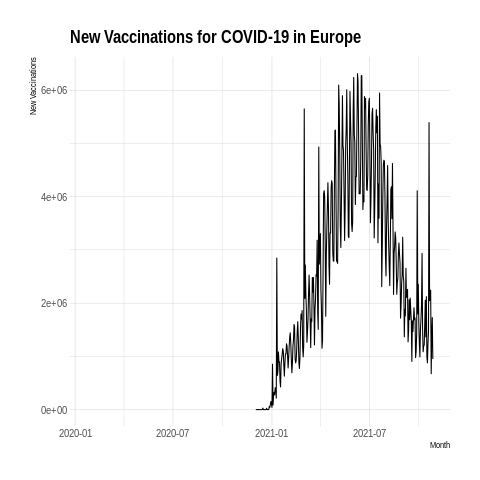 New Vaccinations for COVID-19 in Europe
New Vaccinations
6e+06
4e+06
2e+06
0e+00
2020-01 2020-07 2021-01 2021-07
Month